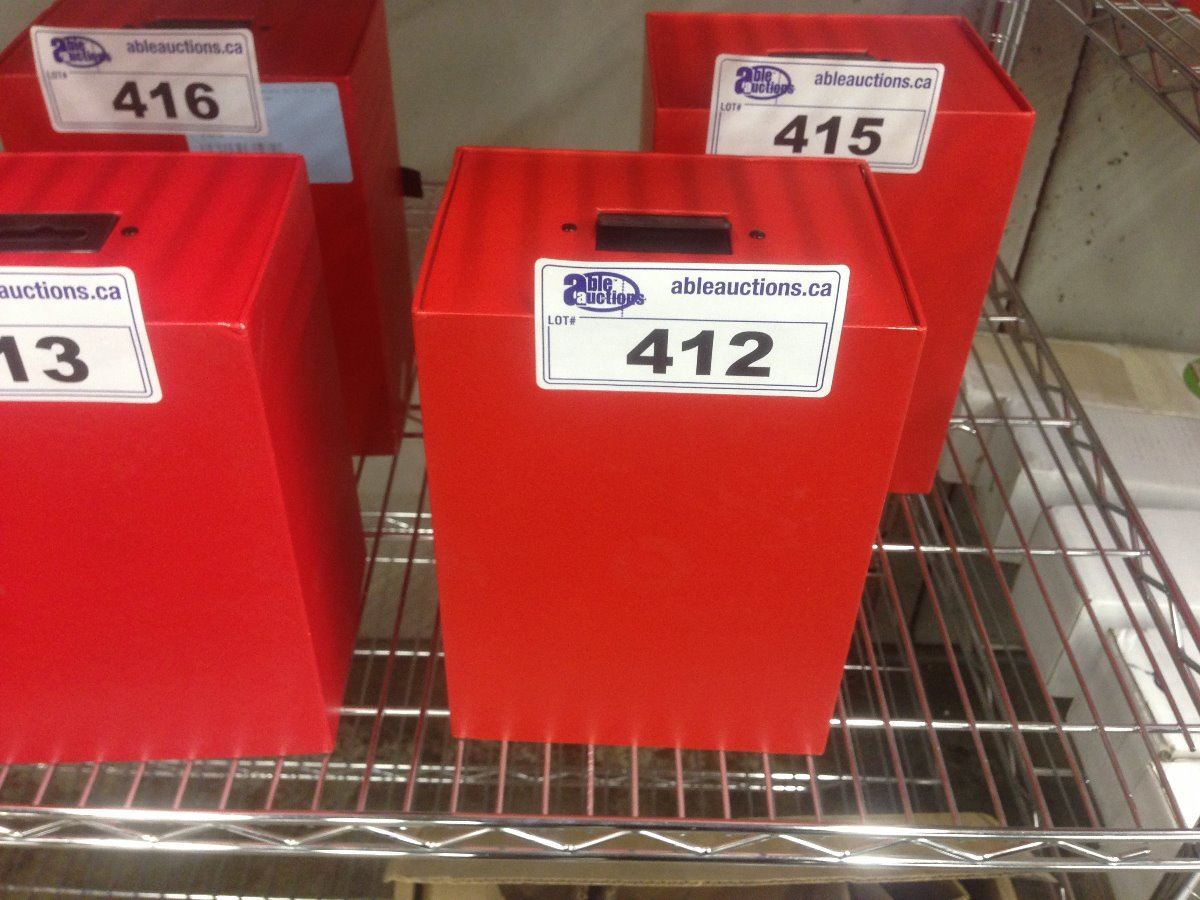 able auctions
ableauctions.ca
LOT#
416
able auctions
ableauctions.ca
LOT#
415
auctions.ca
13
able auctions
ableauctions.ca
LOT#
412